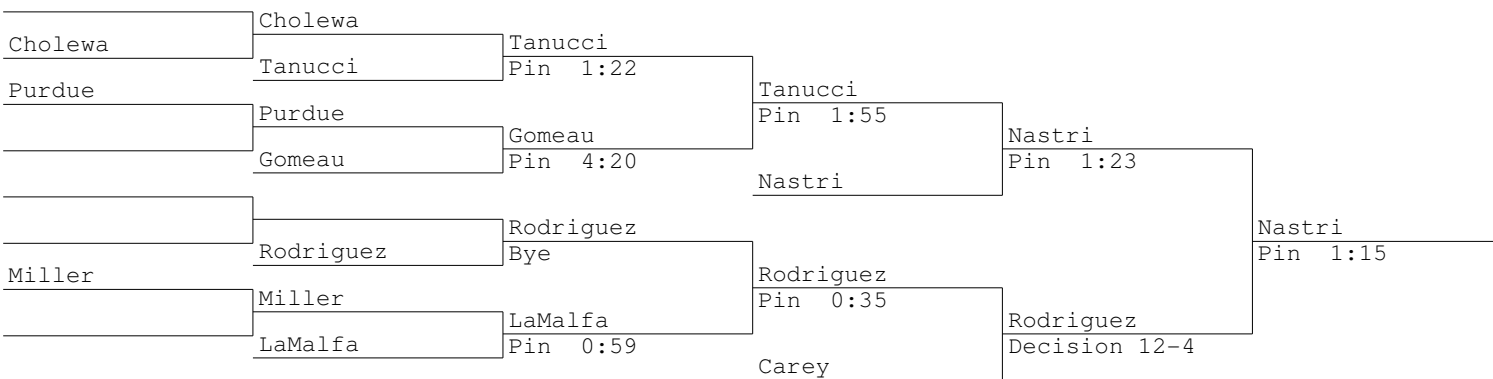 Cholewa
Cholewa
Tanucci
Tanucci
Pin 1:22
Purdue
Tanucci
Purdue
Pin 1:55
Gomeau
Nastri
Gomeau
Pin 4:20
Pin 1:23
Nastri
Rodriguez
Nastri
Rodriguez
Bye
Pin 1:15
Miller
Rodriguez
Miller
Pin 0:35
LaMalfa
Rodriguez
LaMalfa
Pin 0:59
Decision 12-4
Carey